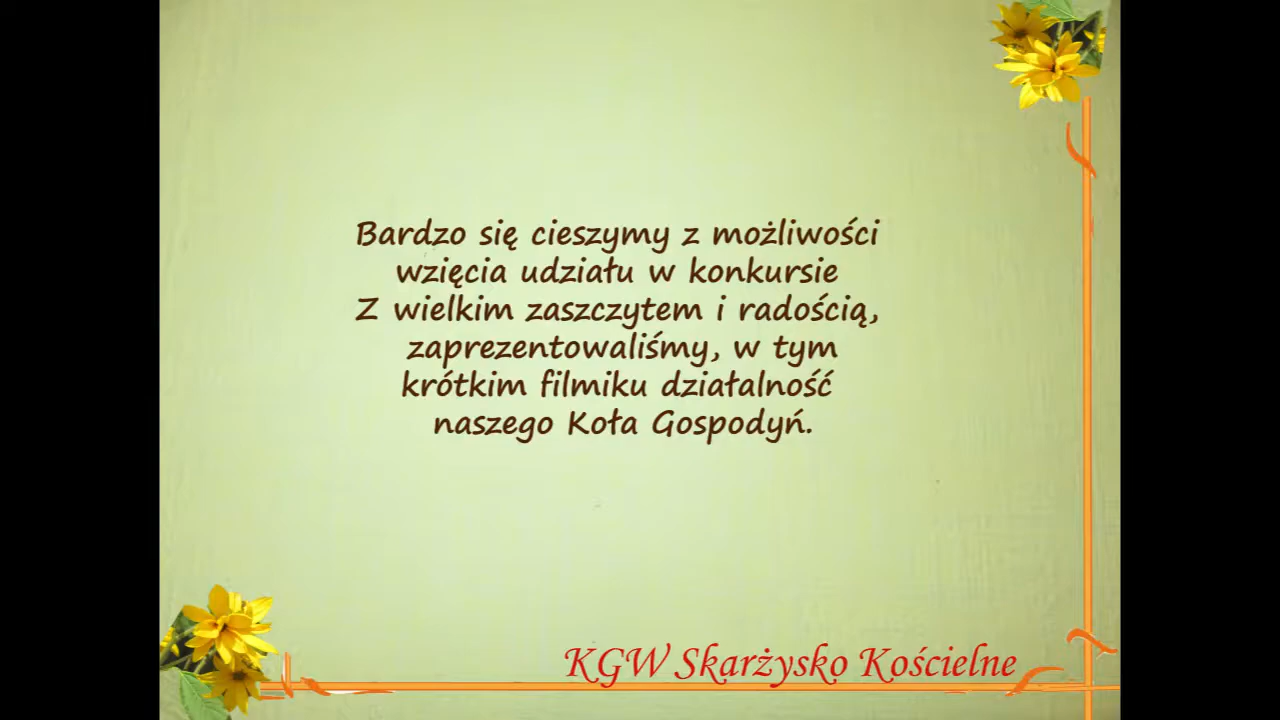 Bardzo się cieszymy z możliwości
wzięcia udziału w konkursie
Z wielkim zaszczytem i radością,
zaprezentowaliśmy, w tym
krótkim filmiku działalność
naszego Koła Gospodyń.
KGW Skarżysko Kościelne